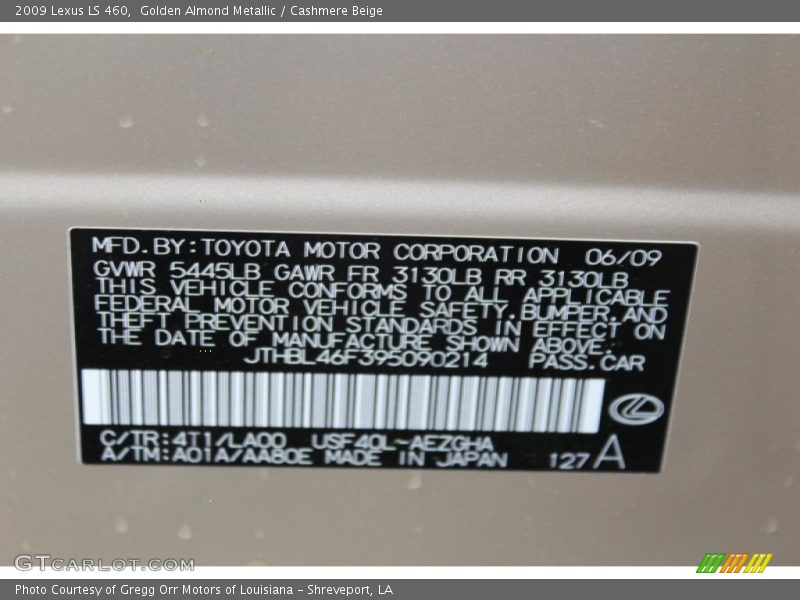 2009 Lexus LS 460,  Golden Almond Metallic / Cashmere Beige
MFD. BY: TOYOTA MOTOR CORPORATION 06/09
GVWR 5445LB GAWR FR 3130LB RR 3130LB
THIS VEHICLE CONFORMS TO ALL APPLICABLE
FEDERAL MOTOR VEHICLE SAFETY, BUMPER, AND
THEFT PREVENTION STANDARDS IN EFFECT ON
THE DATE OF MANUFACTURE SHOWN ABOVE.
JTHBL46F395090214 PASS. CAR
C/TR: 4T1/LA00 USF40L-AEZGHA
A/TM: A01A/AA80E MADE IN JAPAN 127 A
GTCARLOT.COM
Photo Courtesy of Gregg Orr Motors of Louisiana – Shreveport, LA